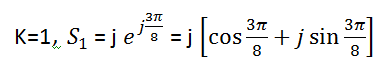 K=1, S₁ = j e^{j3π/8} = j [cos 3π/8 + j sin 3π/8]